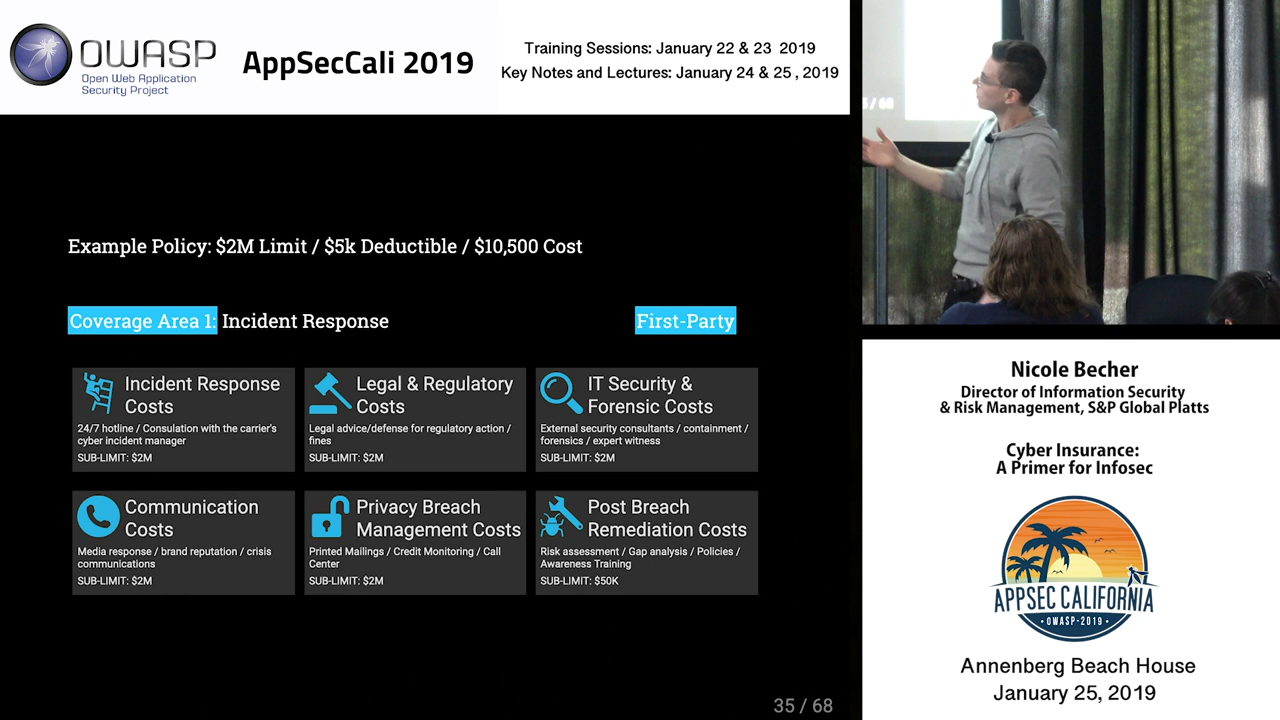 OWASP
Open Web Application
Security Project
AppSecCali 2019
Training Sessions: January 22 & 23 2019
Key Notes and Lectures: January 24 & 25 , 2019
Example Policy: $2M Limit / $5k Deductible / $10,500 Cost
Coverage Area 1: Incident Response
First-Party
Incident Response
Costs
24/7 hotline / Consulation with the carrier's
cyber incident manager
SUB-LIMIT: $2M
Legal & Regulatory
Costs
Legal advice/defense for regulatory action /
fines
SUB-LIMIT: $2M
IT Security &
Forensic Costs
External security consultants / containment /
forensics / expert witness
SUB-LIMIT: $2M
Communication
Costs
Media response / brand reputation / crisis
communications
SUB-LIMIT: $2M
Privacy Breach
Management Costs
Printed Mailings / Credit Monitoring / Call
Center
SUB-LIMIT: $2M
Post Breach
Remediation Costs
Risk assessment / Gap analysis / Policies /
Awareness Training
SUB-LIMIT: $50K
35 / 68
/ 68
Nicole Becher
Director of Information Security
& Risk Management, S&P Global Platts
Cyber Insurance:
A Primer for Infosec
APPSEC CALIFORNIA
OWASP-2019
Annenberg Beach House
January 25, 2019